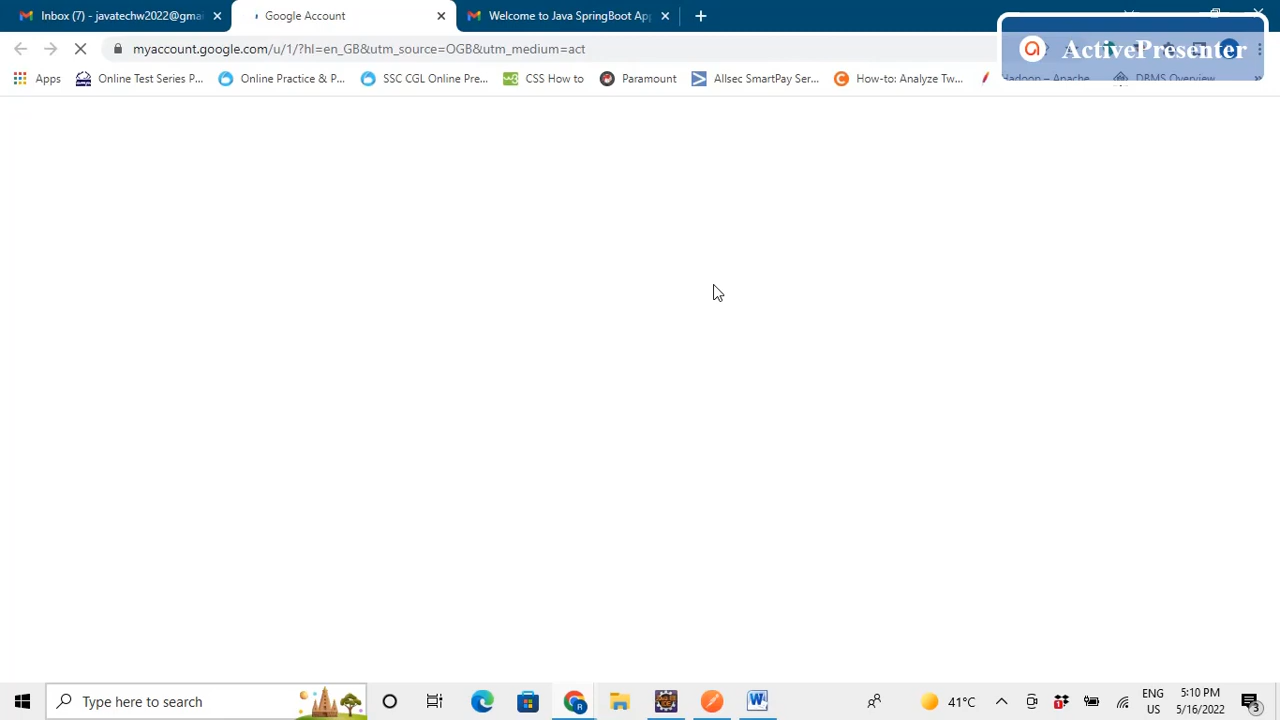 Inbox (7) - javatechw2022@gmai
Google Account
Welcome to Java SpringBoot App
myaccount.google.com/u/1/?hl=en_GB&utm_source=OGB&utm_medium=act
ActivePresenter
Apps
Online Test Series P...
Online Practice & P...
SSC CGL Online Pre...
CSS How to
Paramount
Allsec SmartPay Ser...
How-to: Analyze Tw...
Hadoop – Apache
DBMS Overview
Type here to search
41°C
ENG
US
5:10 PM
5/16/2022
3